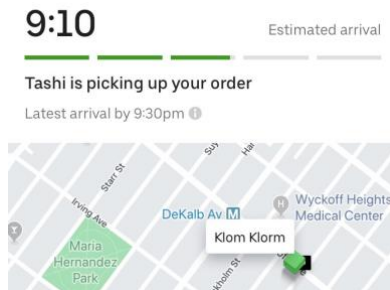 9:10
Estimated arrival
Tashi is picking up your order
Latest arrival by 9:30pm
Starr St
Irving Ave
DeKalb Av M
H Wyckoff Heights
Medical Center
Klom Klorm
Maria
Hernandez
Park